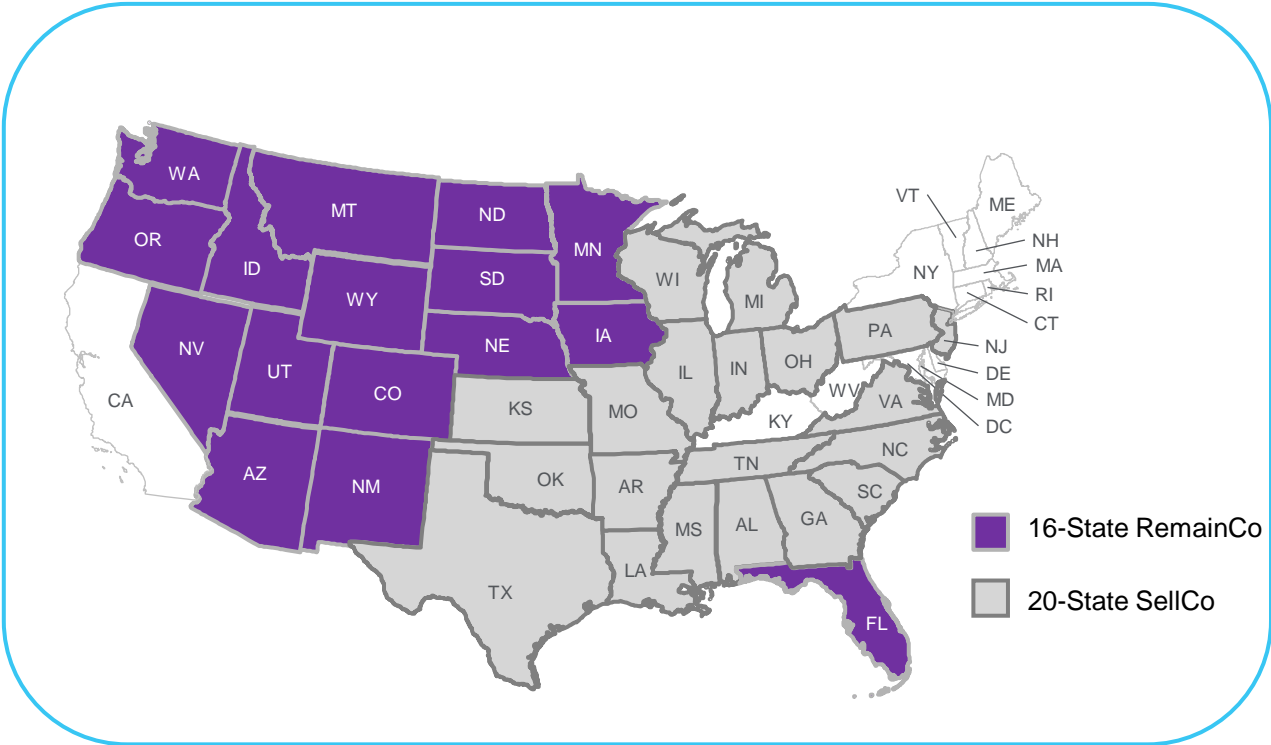 WA
MT
ND
MN
VT
ME
OR
ID
SD
WI
NH
MA
NY
WY
MI
RI
CT
NV
NE
IA
PA
NJ
UT
CO
IL
IN
OH
DE
CA
KS
MO
WV
VA
MD
KY
DC
AZ
NM
OK
AR
TN
NC
SC
MS
AL
GA
16-State RemainCo
TX
LA
20-State SellCo
FL